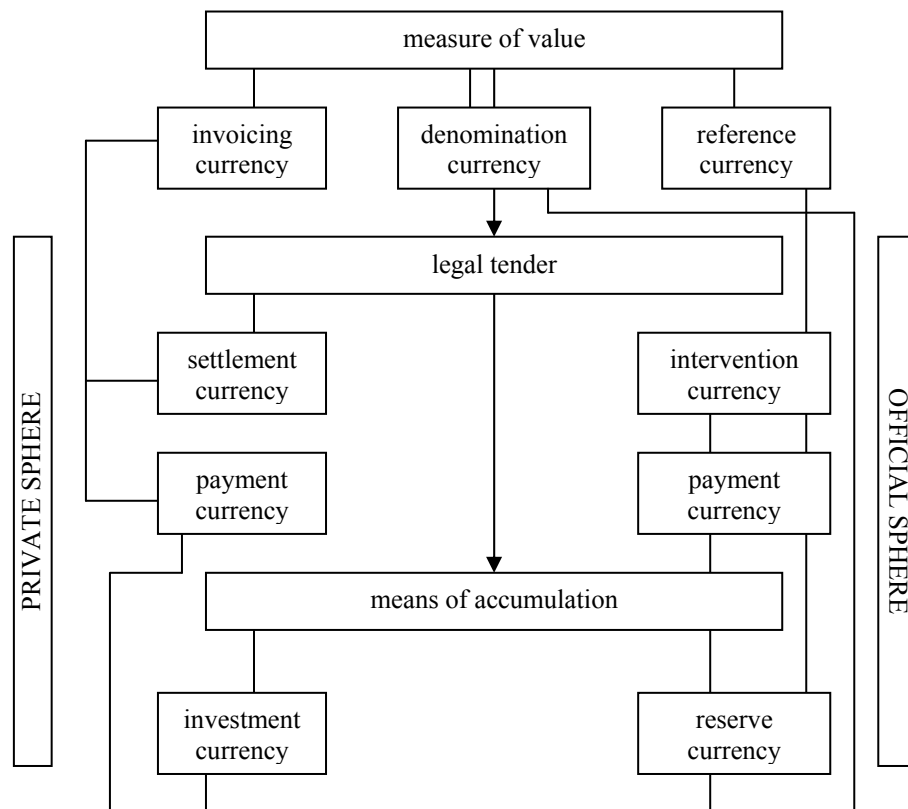 measure of value
invoicing
currency
denomination
currency
reference
currency
legal tender
settlement
currency
intervention
currency
PRIVATE SPHERE
OFFICIAL SPHERE
payment
currency
payment
currency
means of accumulation
investment
currency
reserve
currency